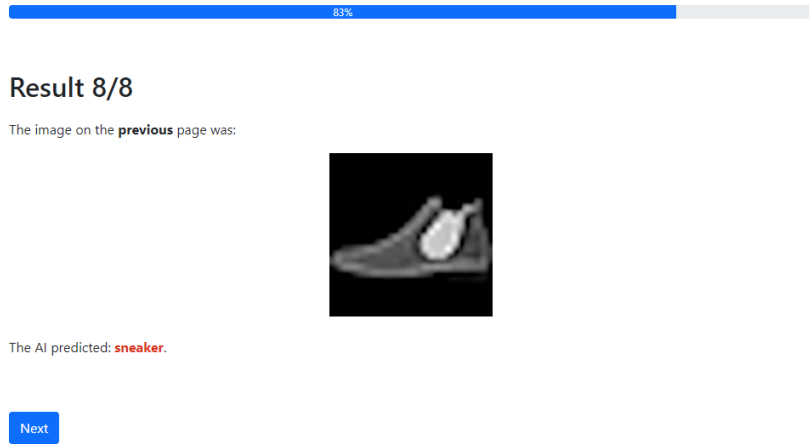 83%
Result 8/8
The image on the previous page was:
The AI predicted: sneaker.
Next